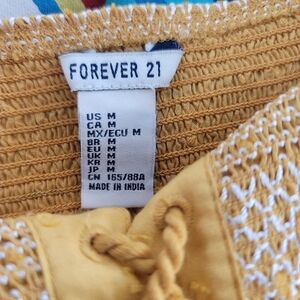 FOREVER 21
US M
CA M
MX/ECU M
BR M
EU M
UK M
KR M
JP M
CN 165/88A
MADE IN INDIA